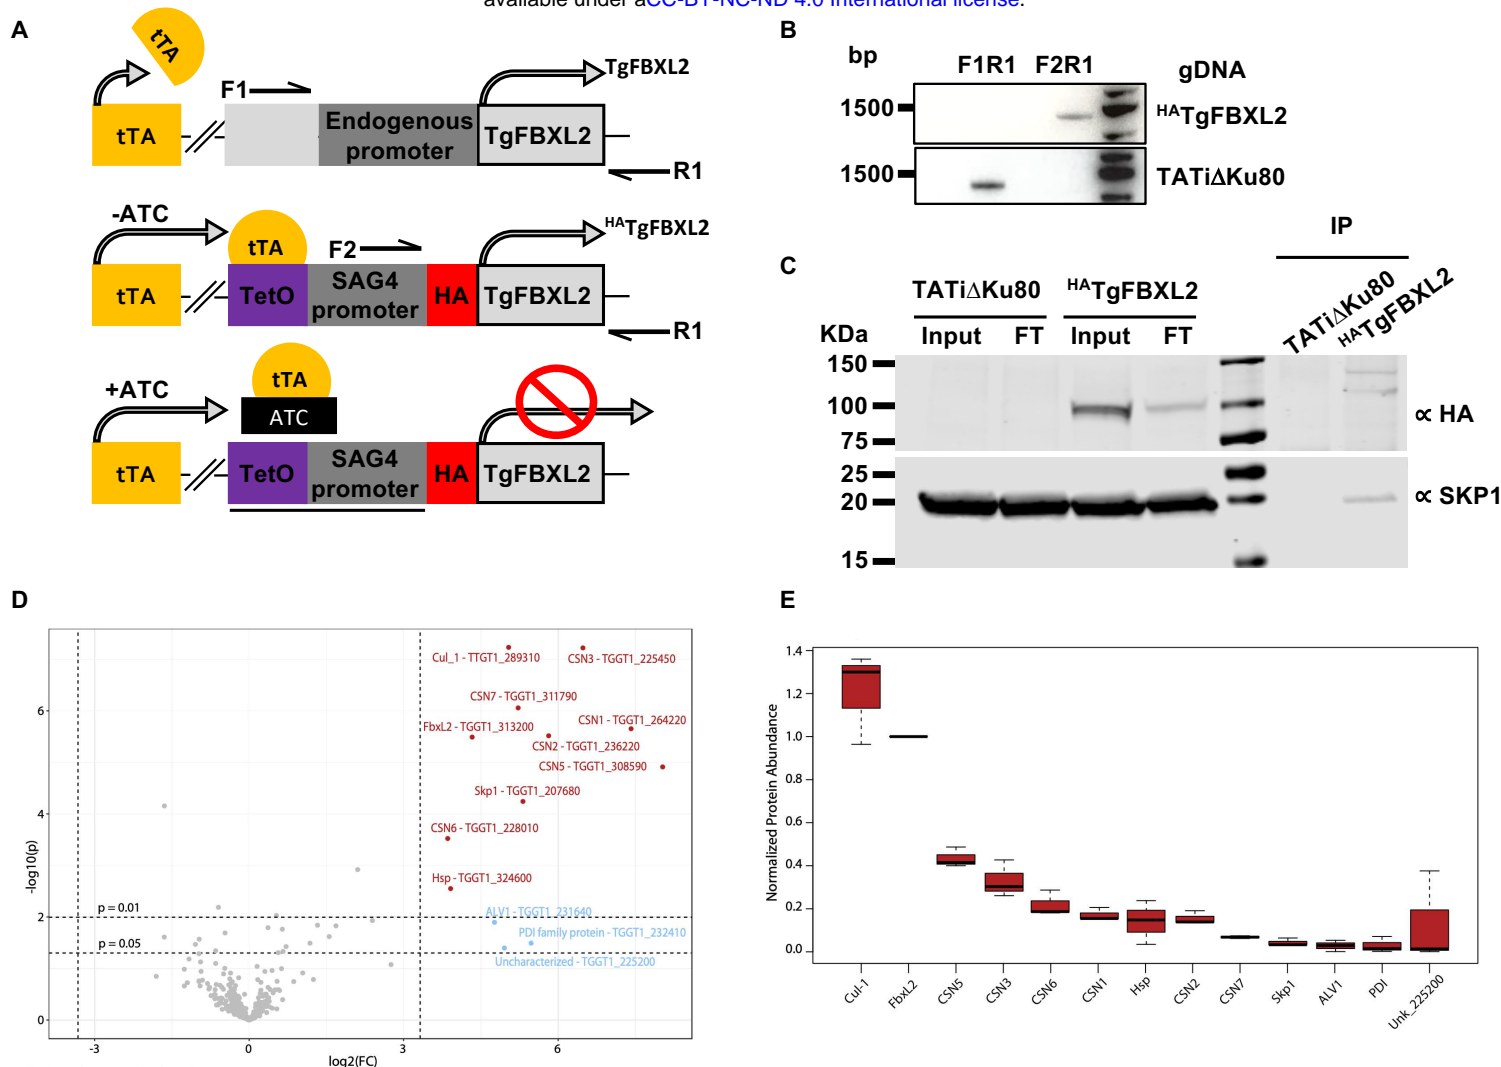 available under aCC-BY-NC-ND 4.0 International license.
A
tTA
F1
TgFBXL2
tTA
Endogenous
promoter
TgFBXL2
R1
-ATC
tTA
F2
HATgFBXL2
tTA
TetO
SAG4
promoter
HA
TgFBXL2
R1
+ATC
tTA
ATC
tTA
TetO
SAG4
promoter
HA
TgFBXL2
B
bp
F1R1 F2R1
gDNA
1500
HATgFBXL2
1500
TATiΔKu80
C
IP
TATiΔKu80 HATgFBXL2
TATiΔKu80 HATgFBXL2
KDa
Input FT Input FT
150
100
75
∝ HA
25
20
15
∝ SKP1
D
-log10(p)
6
4
2
0
p = 0.01
p = 0.05
Cul_1 - TTGT1_289310
CSN3 - TGGT1_225450
CSN7 - TGGT1_311790
CSN1 - TGGT1_264220
FbxL2 - TGGT1_313200
CSN2 - TGGT1_236220
CSN5 - TGGT1_308590
Skp1 - TGGT1_207680
CSN6 - TGGT1_228010
Hsp - TGGT1_324600
ALV1 - TGGT1_231640
PDI family protein - TGGT1_232410
Uncharacterized - TGGT1_225200
-3 0 3 6
log2(FC)
E
Normalized Protein Abundance
1.4
1.2
1.0
0.8
0.6
0.4
0.2
0.0
Cul-1 FbxL2 CSN5 CSN3 CSN6 CSN1 Hsp CSN2 CSN7 Skp1 ALV1 PDI Unk_225200